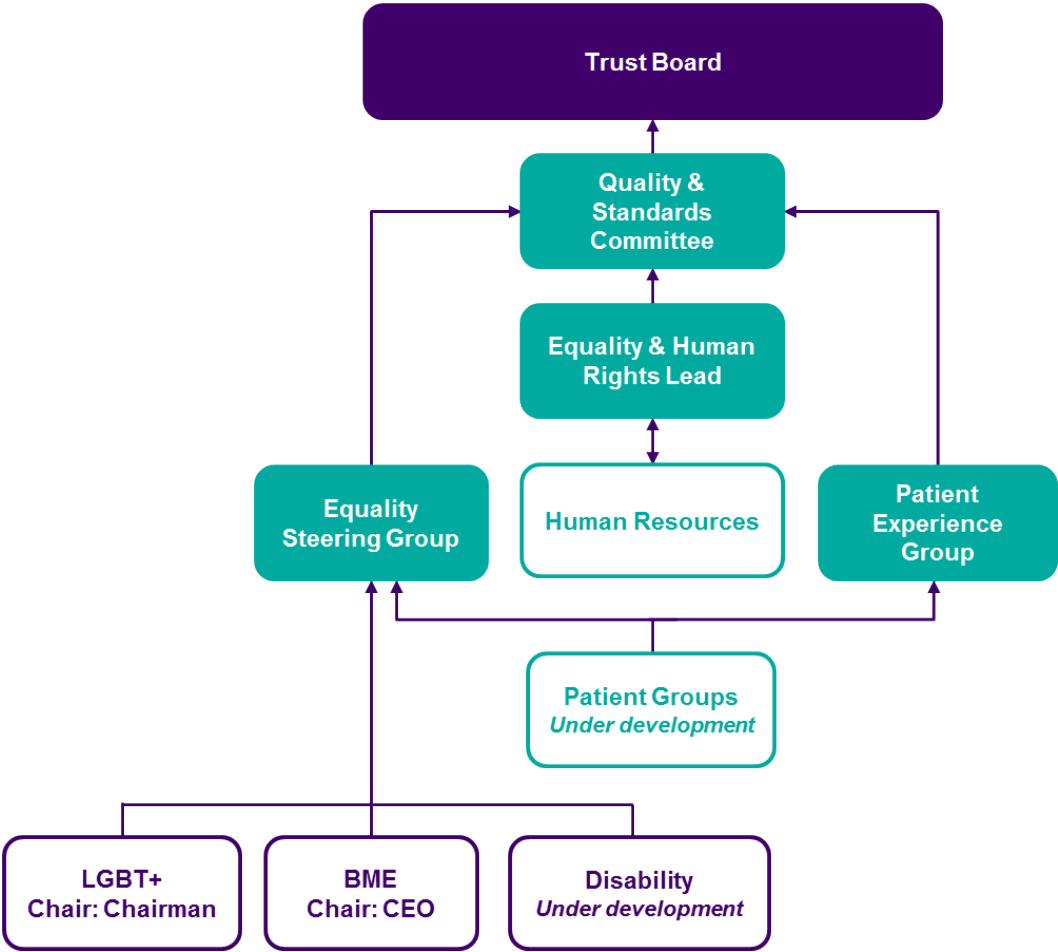 Trust Board
Quality &
Standards
Committee
Equality & Human
Rights Lead
Equality
Steering Group
Human Resources
Patient
Experience
Group
Patient Groups
Under development
LGBT+
Chair: Chairman
BME
Chair: CEO
Disability
Under development